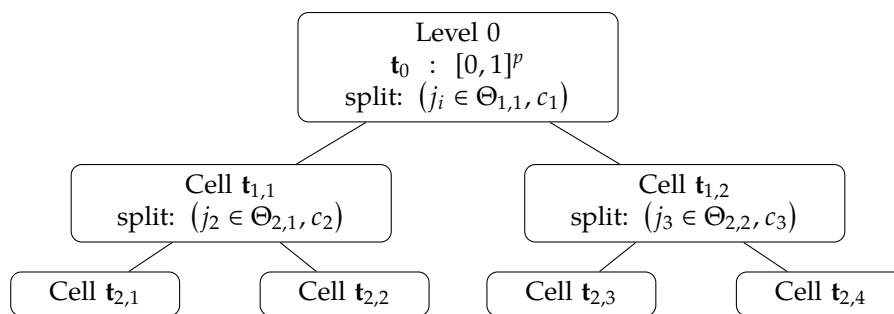 Level 0
t₀ : [0, 1]ᵖ
split: (jᵢ ∈ Θ₁,₁, c₁)
Cell t₁,₁
split: (j₂ ∈ Θ₂,₁, c₂)
Cell t₁,₂
split: (j₃ ∈ Θ₂,₂, c₃)
Cell t₂,₁
Cell t₂,₂
Cell t₂,₃
Cell t₂,₄